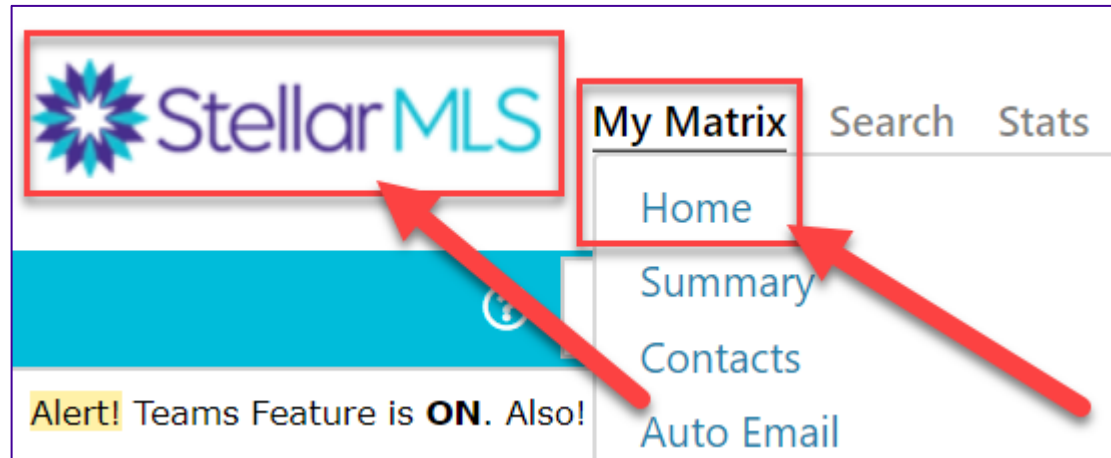 StellarMLS
My Matrix Search Stats
Home
Summary
Contacts
Alert! Teams Feature is ON. Also!
Auto Email